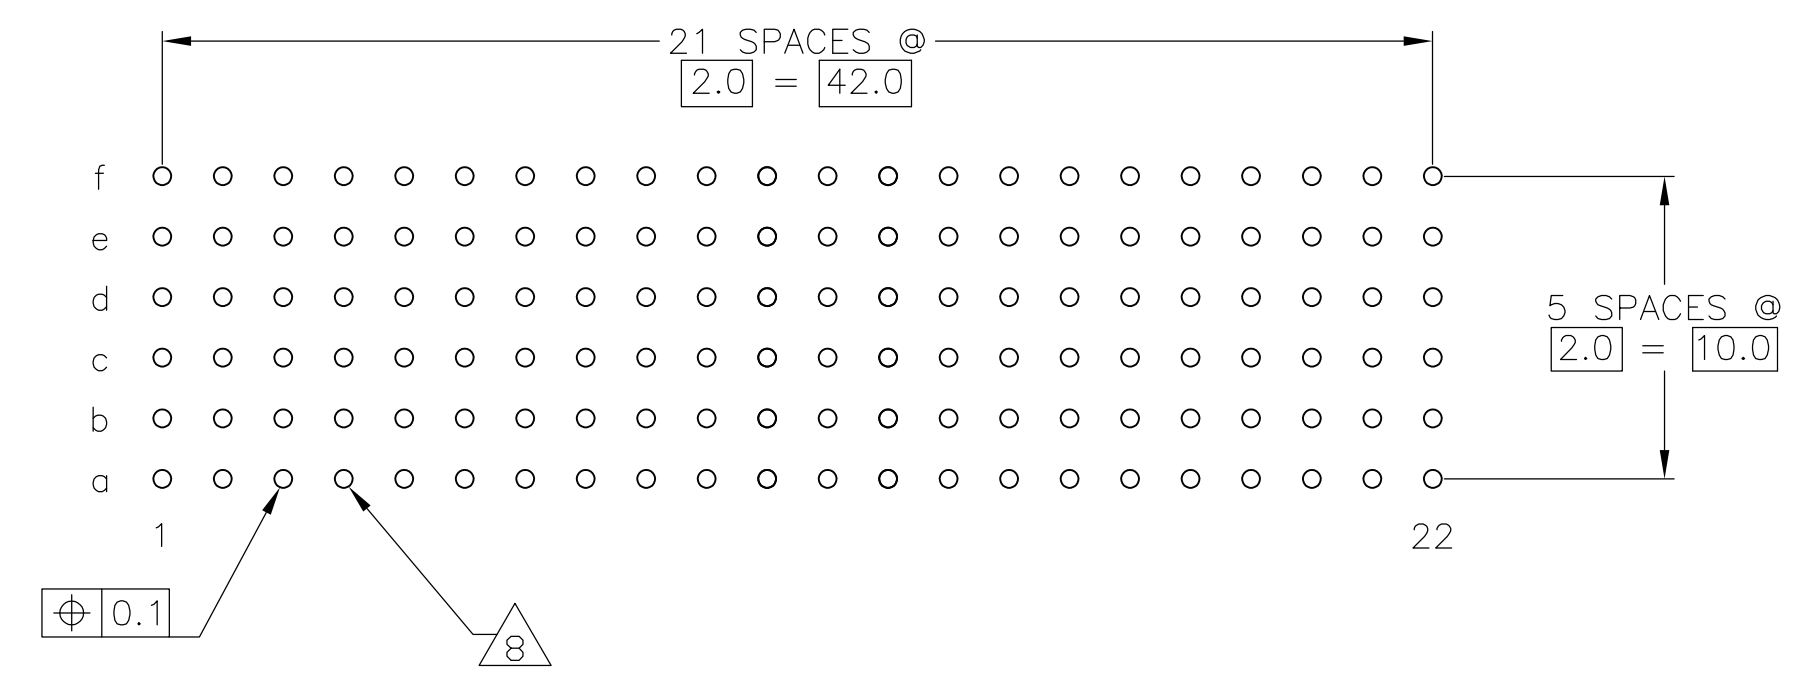 21 SPACES @
2.0 = 42.0
f
e
d
c
b
a
5 SPACES @
2.0 = 10.0
1
22
⌖ 0.1
8